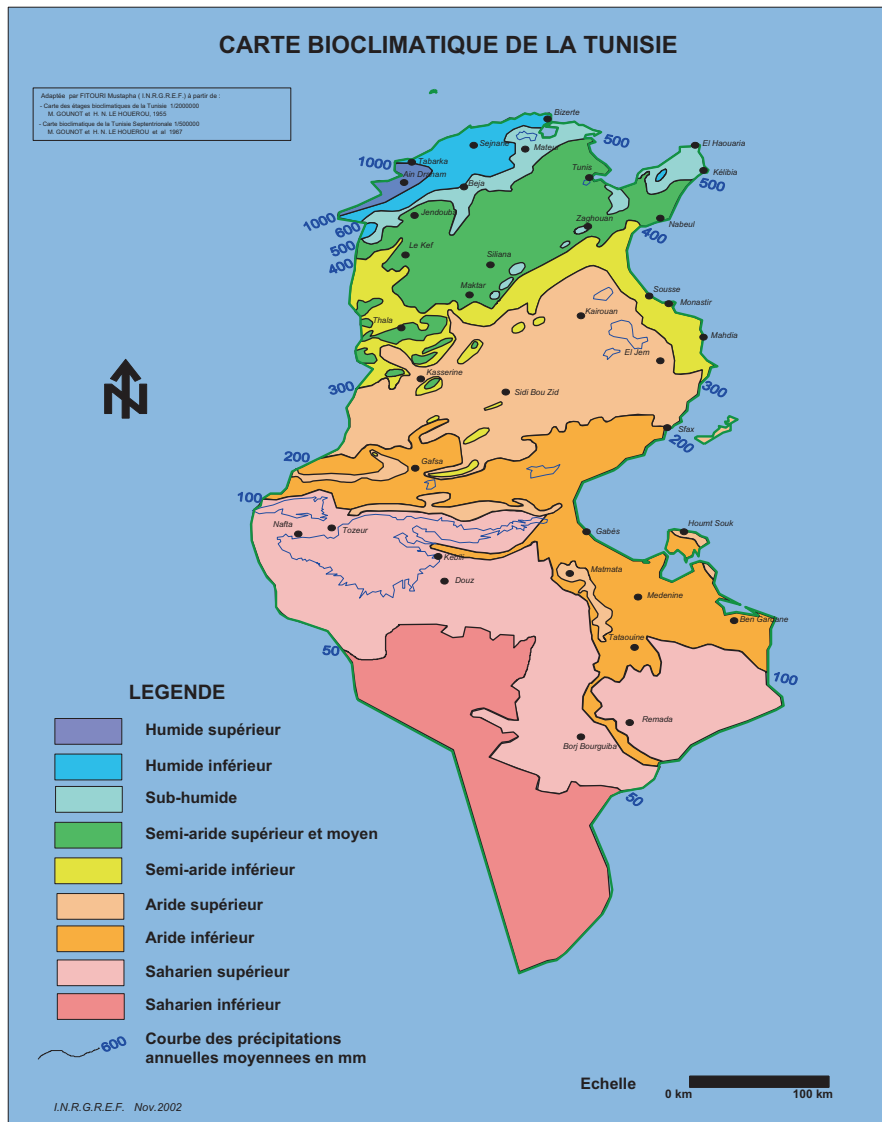 CARTE BIOCLIMATIQUE DE LA TUNISIE
Adaptée par FITOURI Mustapha ( I.N.R.G.R.E.F.) à partir de :
- Carte des étages bioclimatiques de la Tunisie 1/2000000
M. GOUNOT et H. N. LE HOUEROU, 1955
- Carte bioclimatique de la Tunisie Septentrionale 1/500000
M. GOUNOT et H. N. LE HOUEROU et al 1967
Bizerte
500
Sejnane
Mateur
El Haouaria
1000
Tabarka
Ain Draham
Tunis
Kélibia
500
Béja
1000
600
Jendouba
Zaghouan
Nabeul
400
500
Le Kef
400
Siliana
Makdar
Sousse
Monastir
Kairouan
Thala
Mahdia
El Jem
Kasserine
300
300
Sidi Bou Zid
Sfax
200
200
Gafsa
100
Nafta
Tozeur
Gabès
Houmt Souk
Kebili
Malmata
Douz
Medenine
Ben Gardane
50
Tataouine
100
Remada
Borj Bourguiba
50
N
LEGENDE
Humide supérieur
Humide inférieur
Sub-humide
Semi-aride supérieur et moyen
Semi-aride inférieur
Aride supérieur
Aride inférieur
Saharien supérieur
Saharien inférieur
600
Courbe des précipitations
annuelles moyennees en mm
Echelle
0 km
100 km
I.N.R.G.R.E.F. Nov.2002